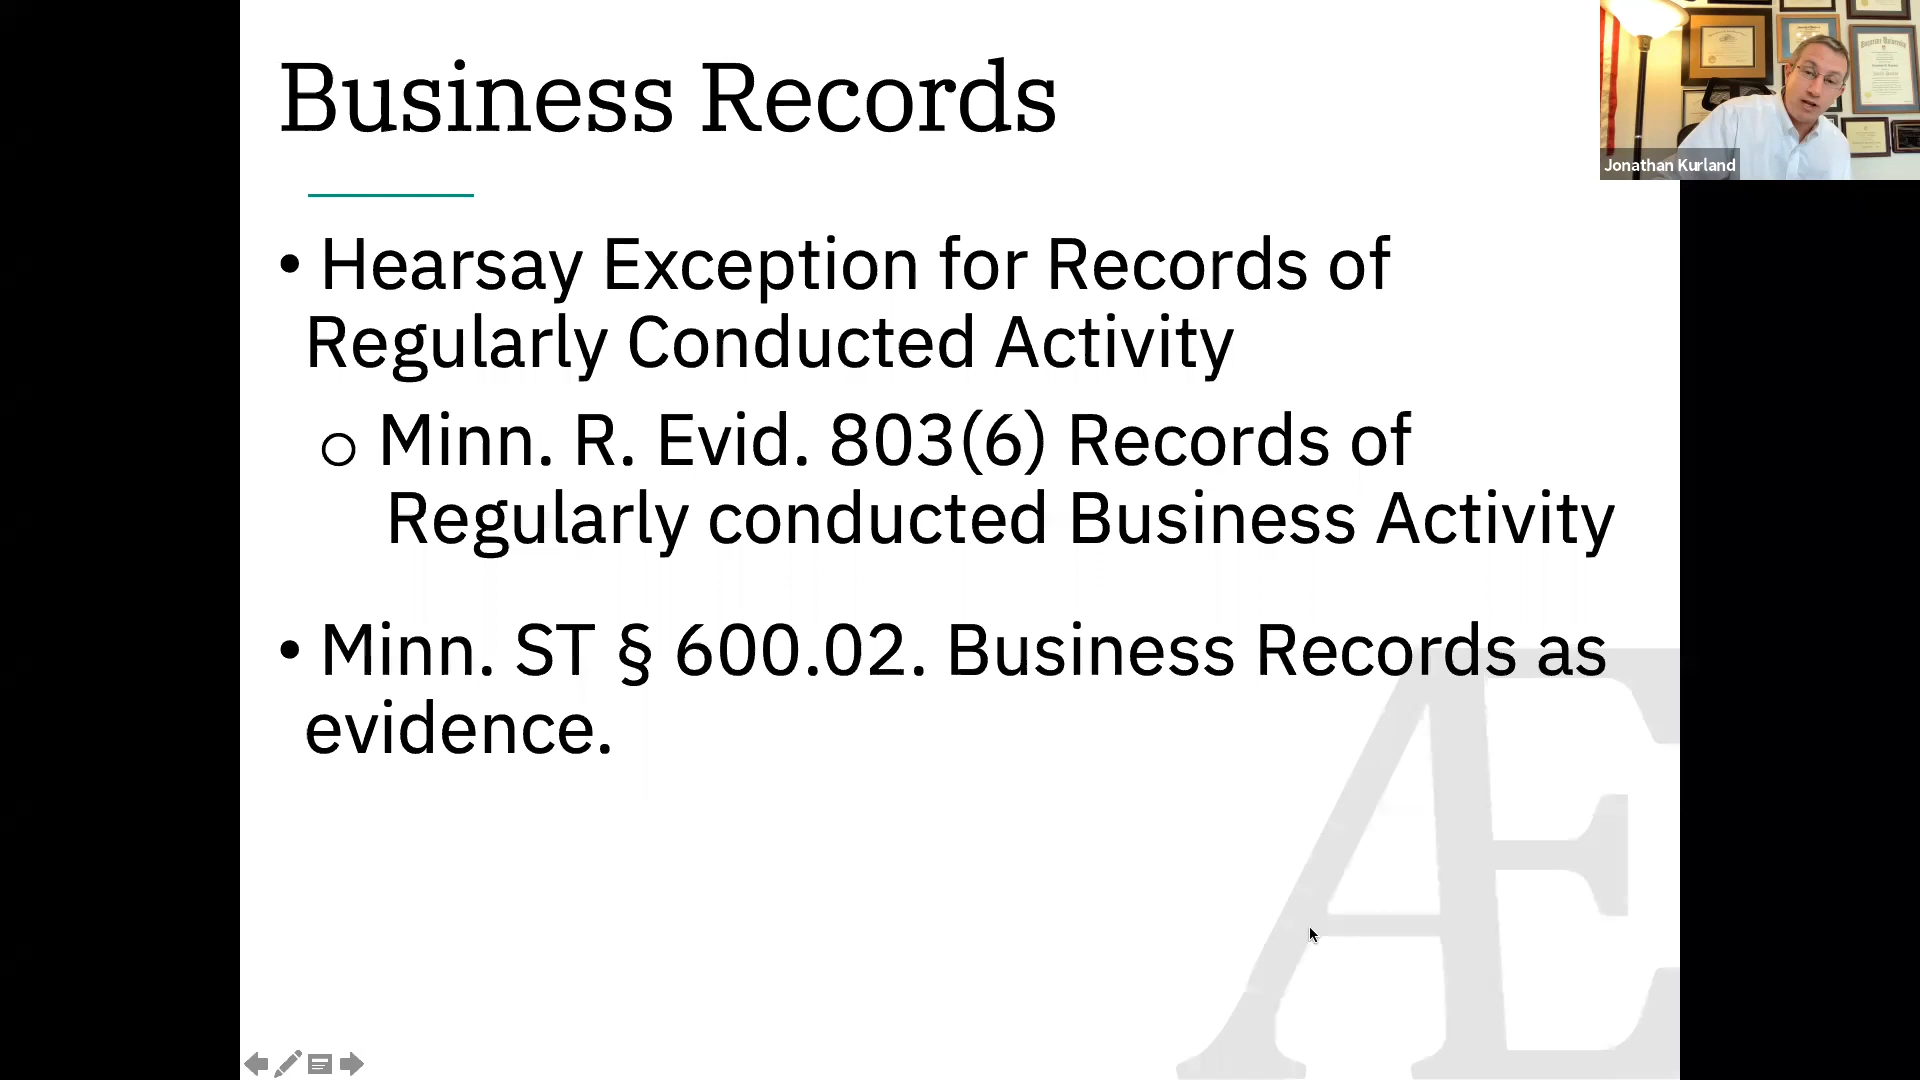 Business Records
• Hearsay Exception for Records of
Regularly Conducted Activity
o Minn. R. Evid. 803(6) Records of
Regularly conducted Business Activity
• Minn. ST § 600.02. Business Records as
evidence.
Æ
Jonathan Kurland